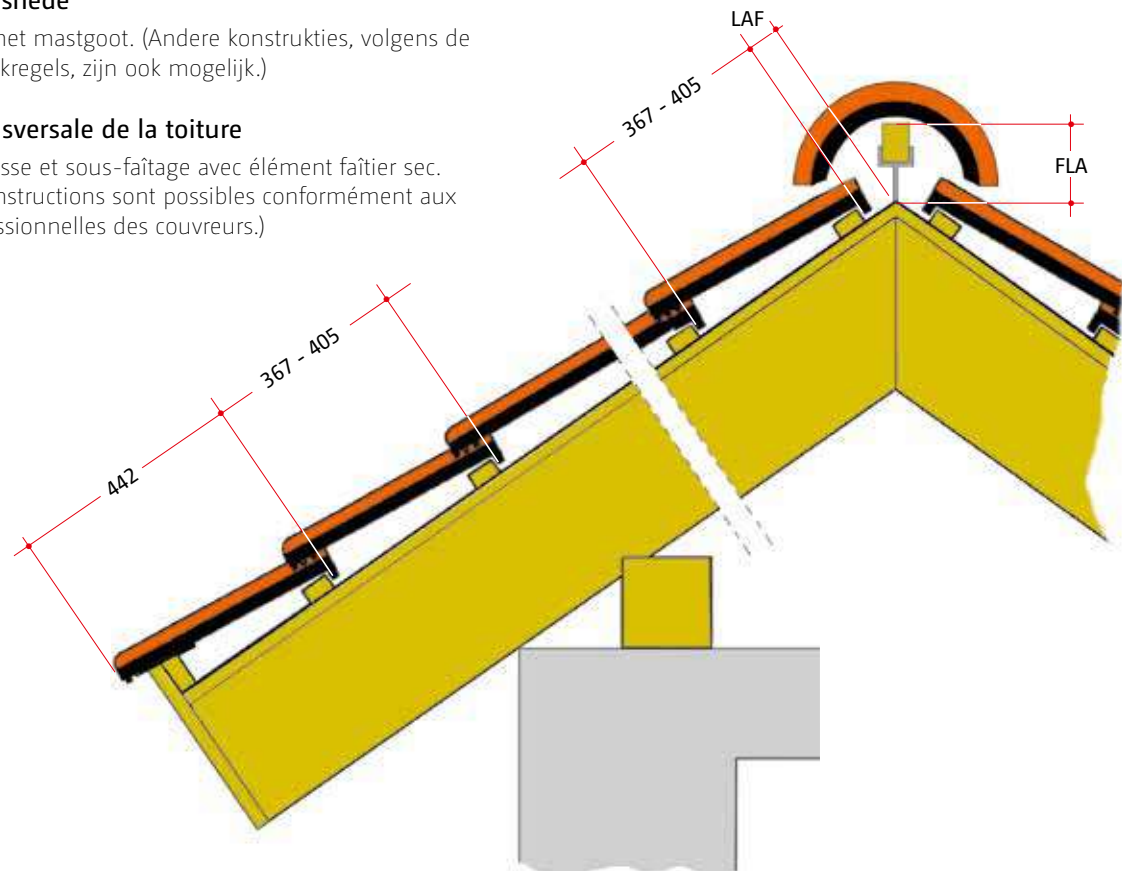 snede
net mastgoot. (Andere konstrukties, volgens de
kregels, zijn ook mogelijk.)
sversale de la toiture
sse et sous-faîtage avec élément faîtier sec.
nstructions sont possibles conformément aux
ssionnelles des couvreurs.)
LAF
367 - 405
FLA
367 - 405
442